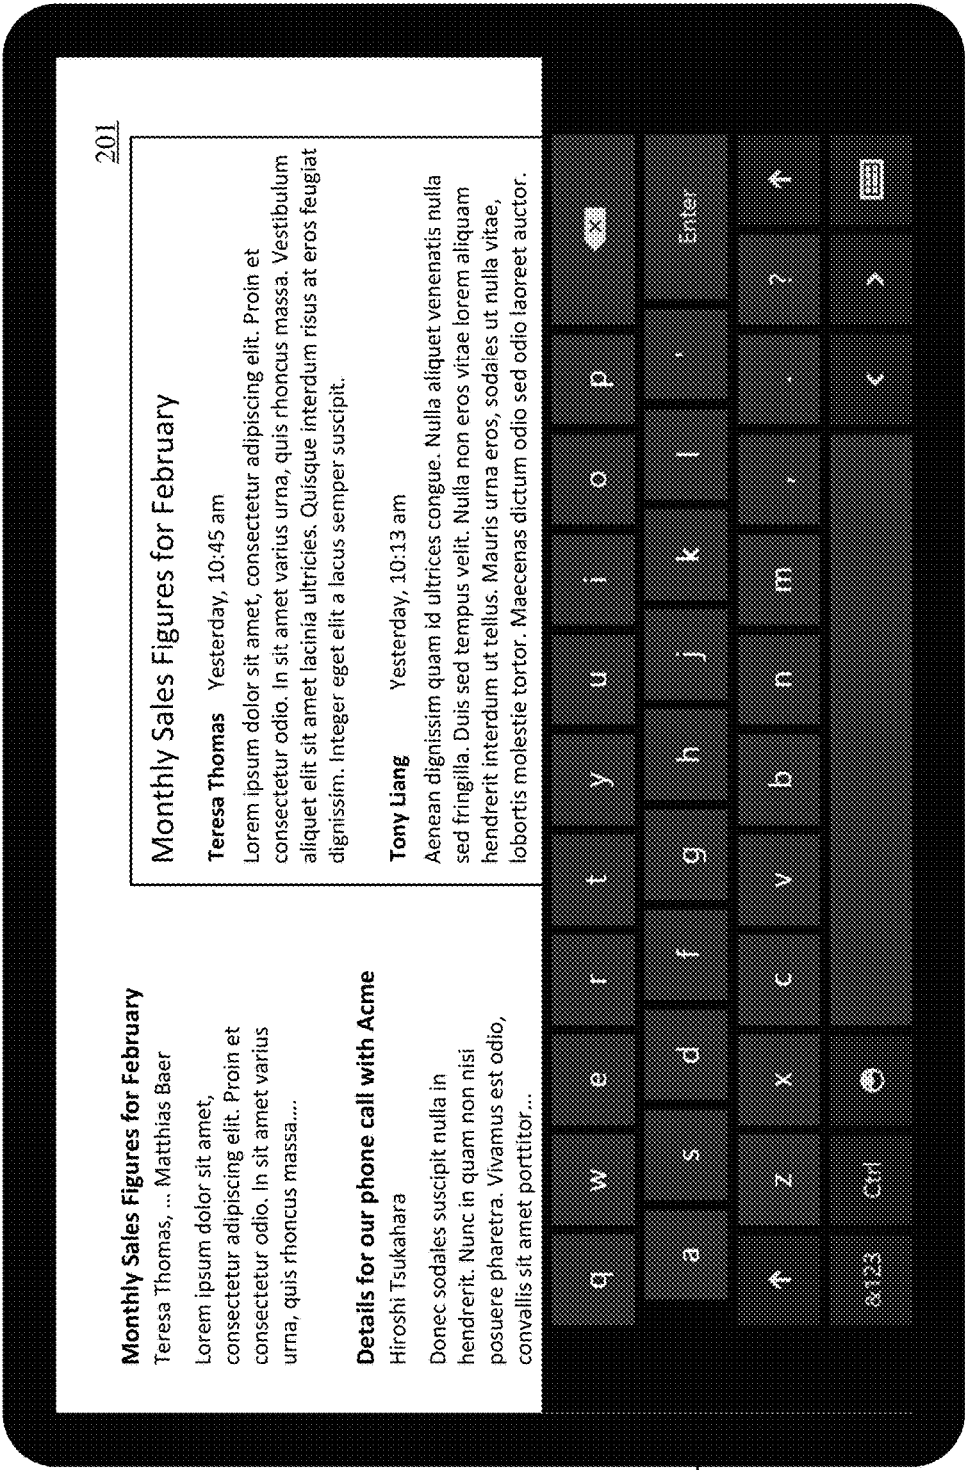 201
Monthly Sales Figures for February
Teresa Thomas, ... Matthias Baer
Lorem ipsum dolor sit amet,
consectetur adipiscing elit. Proin et
consectetur odio. In sit amet varius
urna, quis rhoncus massa.....
Details for our phone call with Acme
Hiroshi Tsukahara
Donec sodales suscipit nulla in
hendrerit. Nunc in quam non nisi
posuere pharetra. Vivamus est odio,
convallis sit amet porttitor...
Monthly Sales Figures for February
Teresa Thomas Yesterday, 10:45 am
Lorem ipsum dolor sit amet, consectetur adipiscing elit. Proin et
consectetur odio. In sit amet varius urna, quis rhoncus massa. Vestibulum
aliquet elit sit amet lacinia ultricies. Quisque interdum risus at eros feugiat
dignissim. Integer eget elit a lacus semper suscipit.
Tony Liang Yesterday, 10:13 am
Aenean dignissim quam id ultrices congue. Nulla aliquet venenatis nulla
sed fringilla. Duis sed tempus velit. Nulla non eros vitae lorem aliquam
hendrerit interdum ut tellus. Mauris urna eros, sodales ut nulla vitae,
lobortis molestie tortor. Maecenas dictum odio sed odio laoreet auctor.
q w e r t y u i o p
a s d f g h j k l ' Enter
↑ z x c v b n m , . ? ↑
&123 Ctrl < >